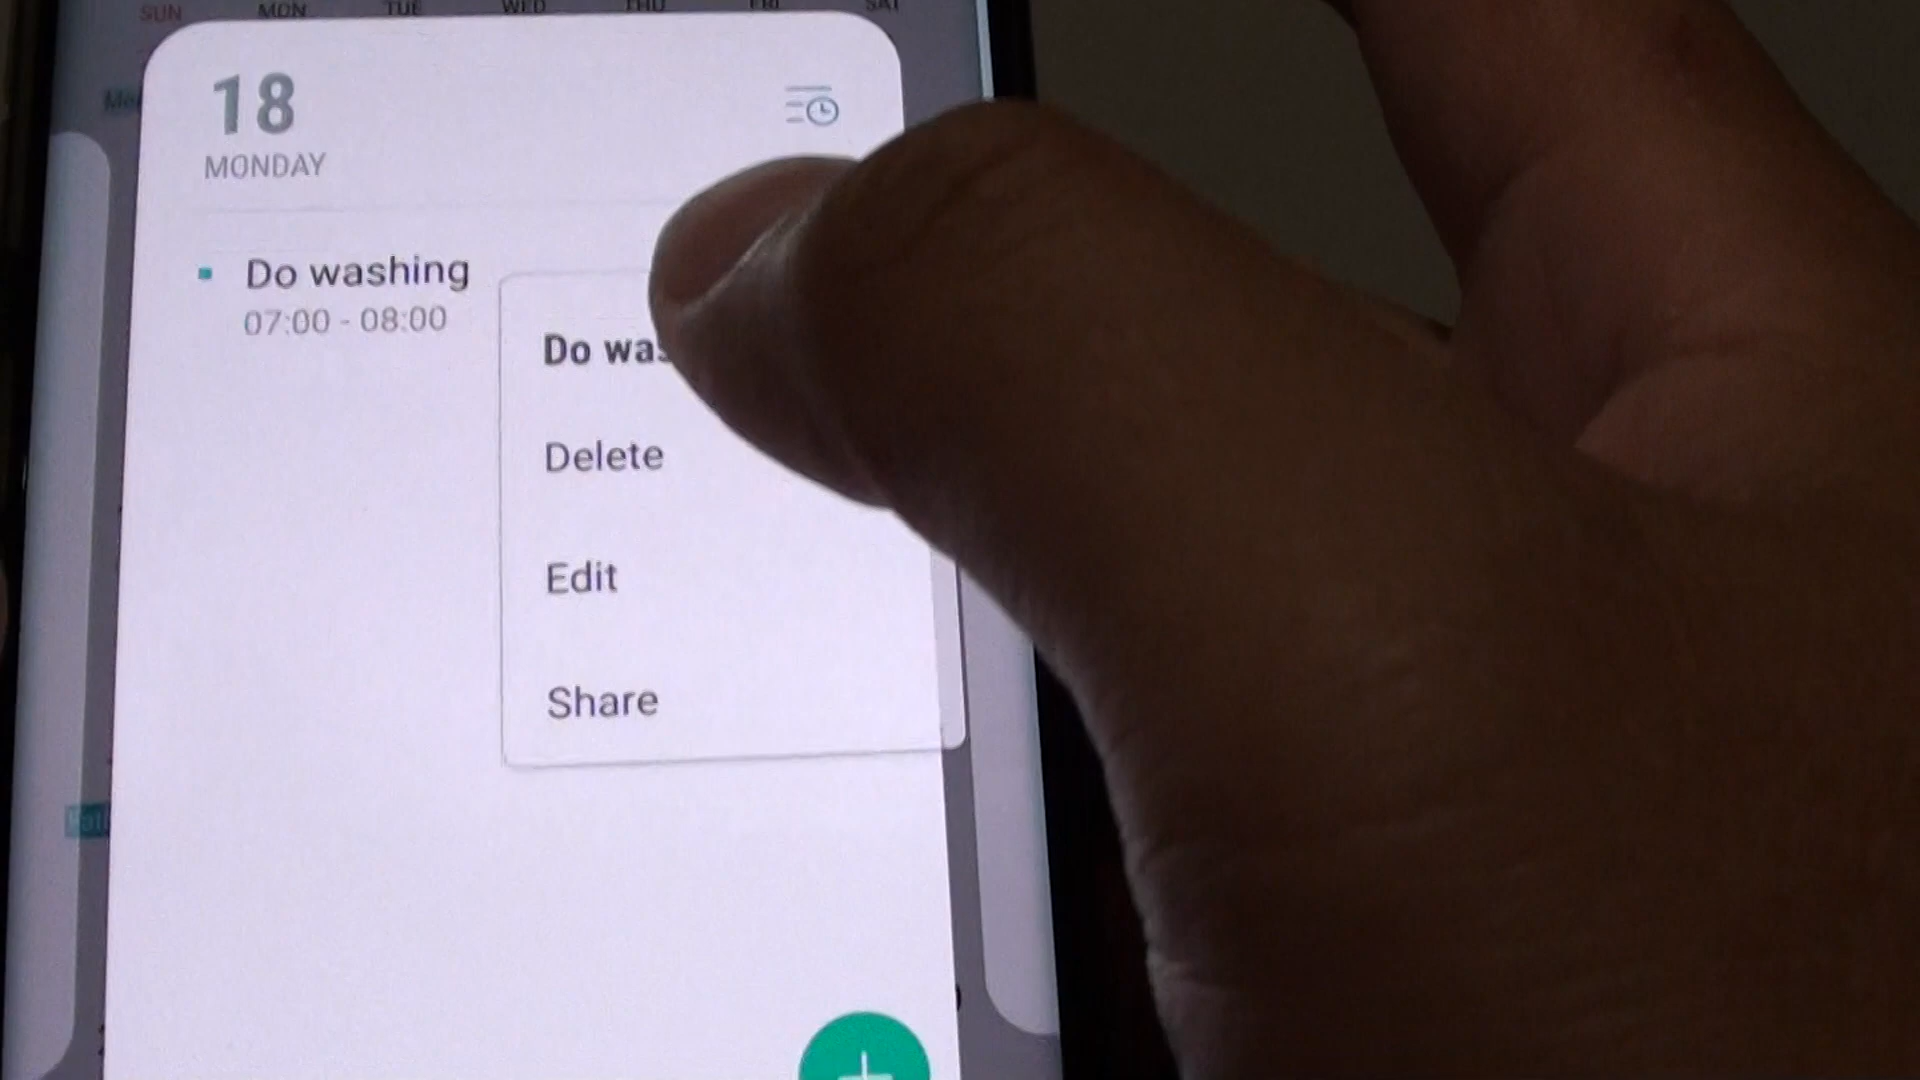 SUN MON TUE WED THU FRI SAT
18
MONDAY
Do washing
07:00 - 08:00
Do was
Delete
Edit
Share